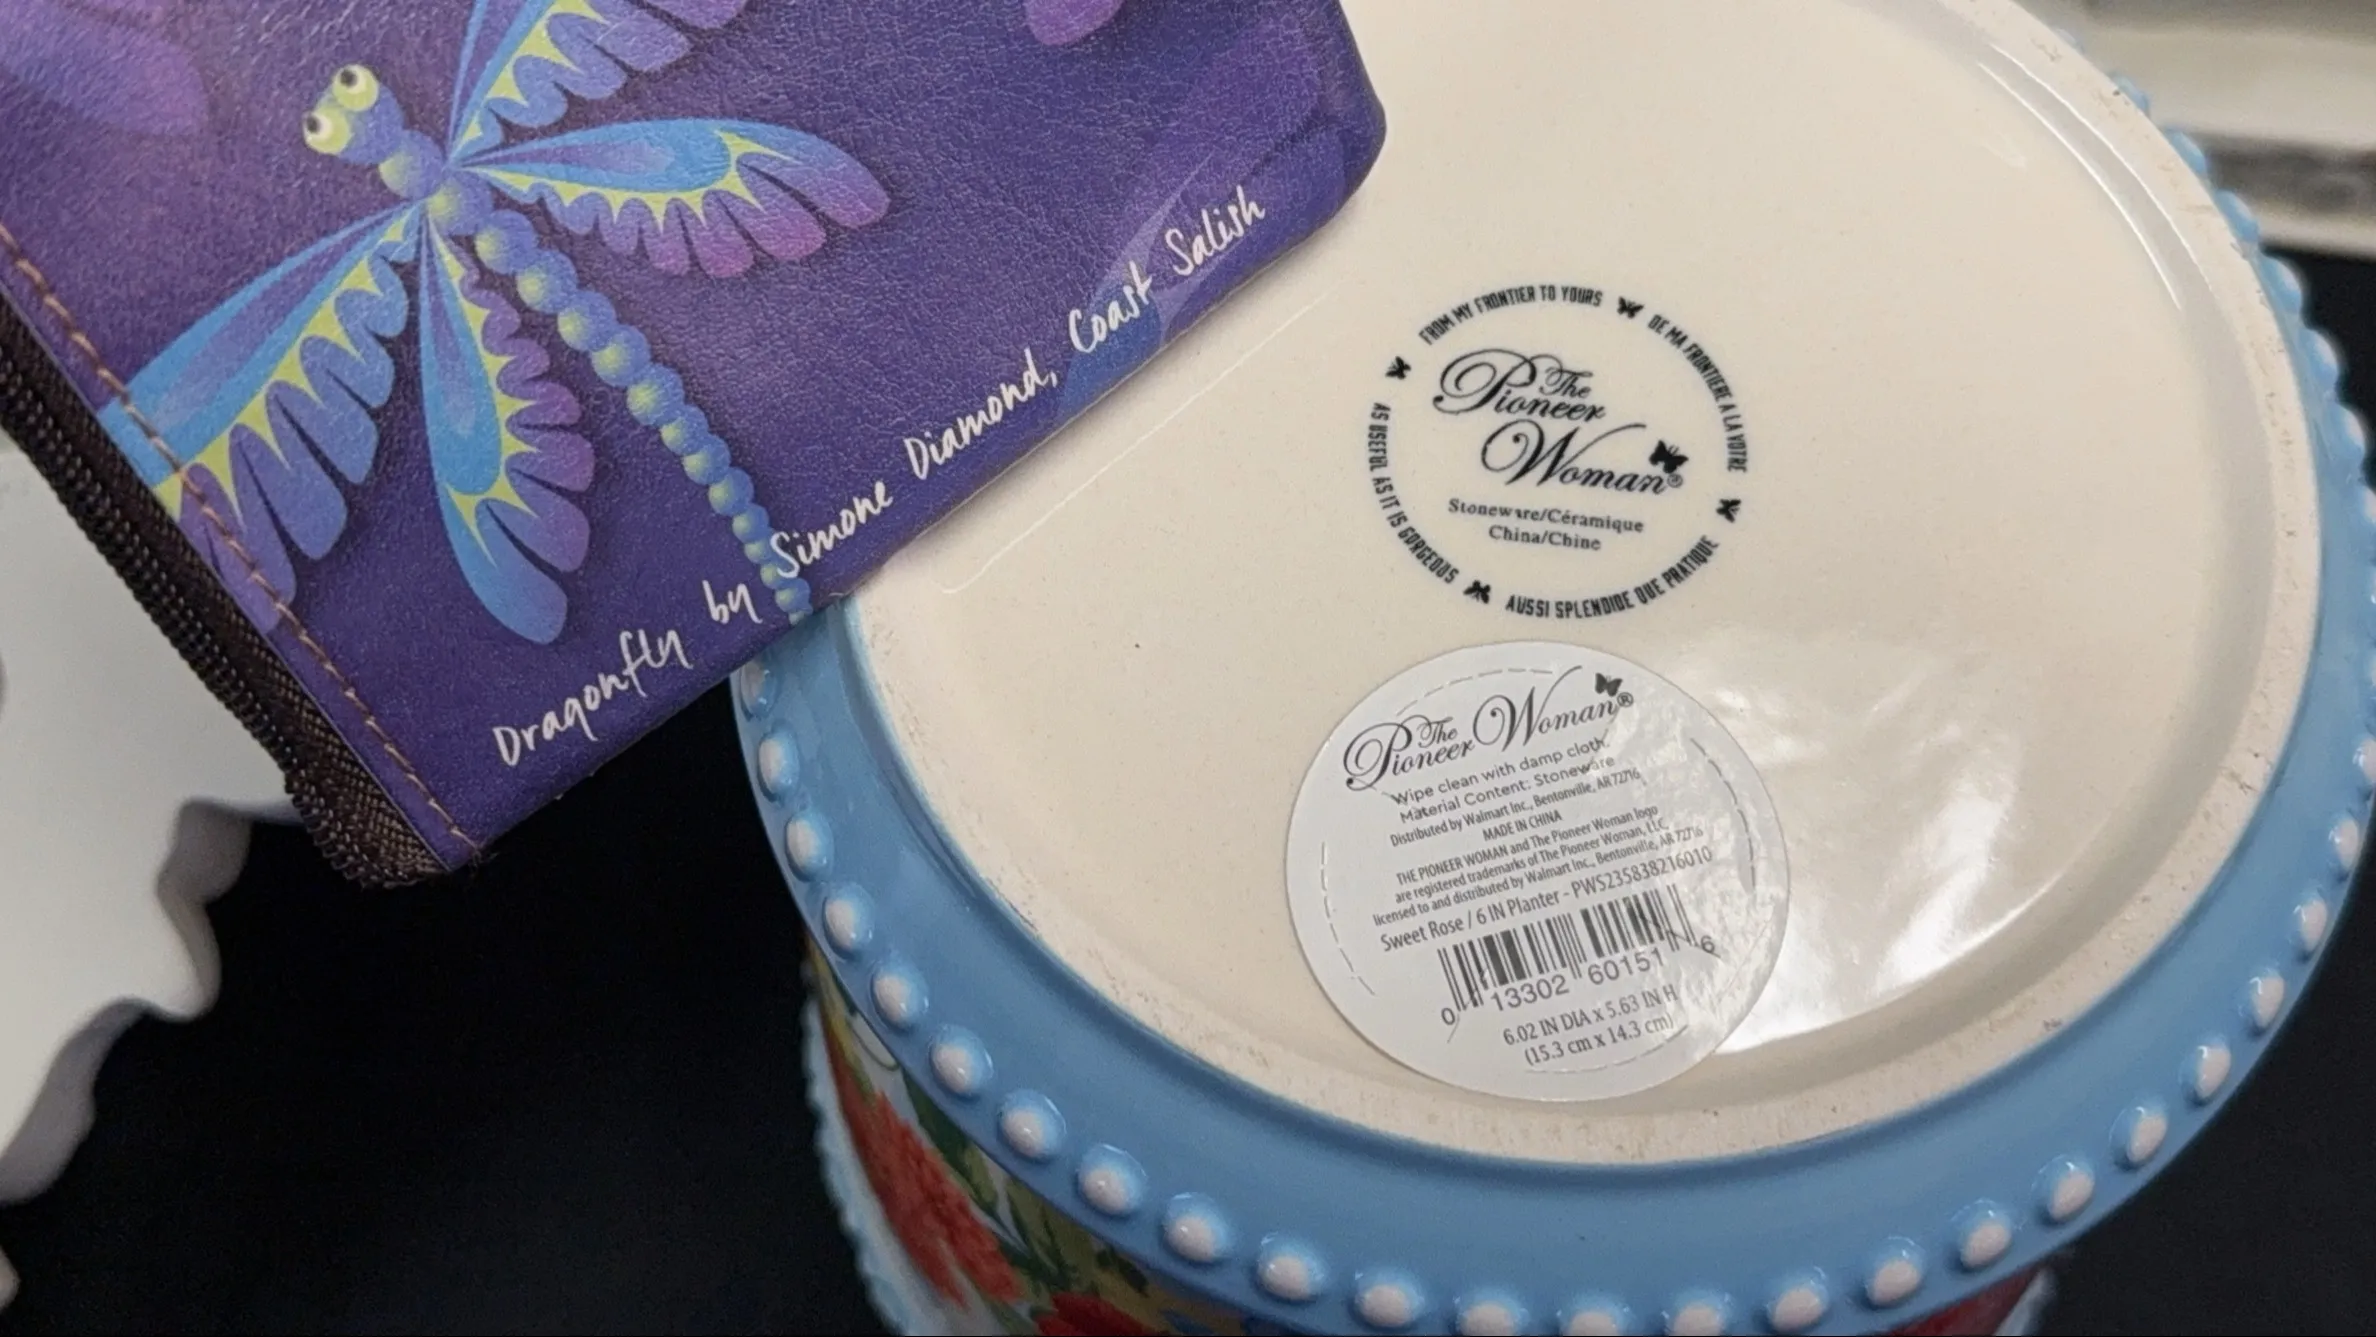 Dragonfly by Simone Diamond, Coast Salish
FROM MY FRONTIER TO YOURS
DE MA FRONTIERE A LA VOTRE
AUSSI SPLENDIDE QUE PRATIQUE
AS USEFUL AS IT IS GORGEOUS
The
Pioneer
Woman®
Stoneware/Céramique
China/Chine
The
Pioneer Woman®
Wipe clean with damp cloth.
Material Content: Stoneware
Distributed by Walmart Inc., Bentonville, AR 72716
MADE IN CHINA
THE PIONEER WOMAN and The Pioneer Woman logo
are registered trademarks of The Pioneer Woman, LLC,
licensed to and distributed by Walmart Inc., Bentonville, AR 72716
Sweet Rose / 6 IN Planter - PWS235838216010
0 13302 60151 6
6.02 IN DIA x 5.63 IN H
(15.3 cm x 14.3 cm)